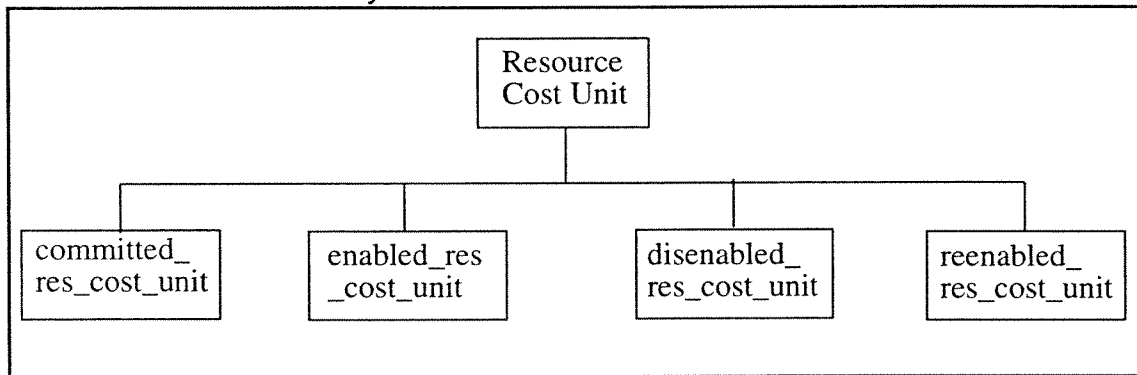 Resource
Cost Unit
committed_
res_cost_unit
enabled_res
_cost_unit
disenabled_
res_cost_unit
reenabled_
res_cost_unit